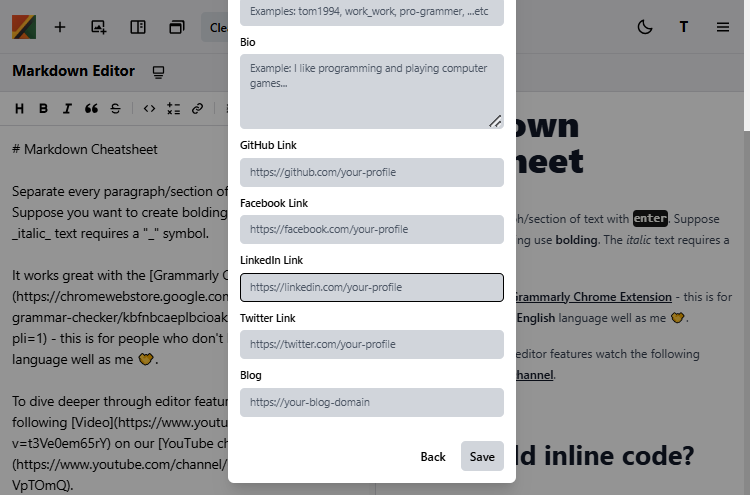 Clea
T
Markdown Editor
H B I
# Markdown Cheatsheet
Separate every paragraph/section of
Suppose you want to create bolding
_italic_ text requires a "_" symbol.
It works great with the [Grammarly C
(https://chromewebstore.google.com
grammar-checker/kbfnbcaeplbcioak
pli=1) - this is for people who don't
language well as me 🤝.
To dive deeper through editor featur
following [Video](https://www.youtu
v=t3Ve0em65rY) on our [YouTube ch
(https://www.youtube.com/channel/
VpTOmQ).
Examples: tom1994, work_work, pro-grammer, ...etc
Bio
Example: I like programming and playing computer
games...
GitHub Link
https://github.com/your-profile
Facebook Link
https://facebook.com/your-profile
LinkedIn Link
https://linkedin.com/your-profile
Twitter Link
https://twitter.com/your-profile
Blog
https://your-blog-domain
Back Save
own
heet
h/section of text with enter. Suppose
ng use bolding. The italic text requires a
Grammarly Chrome Extension - this is for
English language well as me 🤝.
editor features watch the following
hannel.
ld inline code?